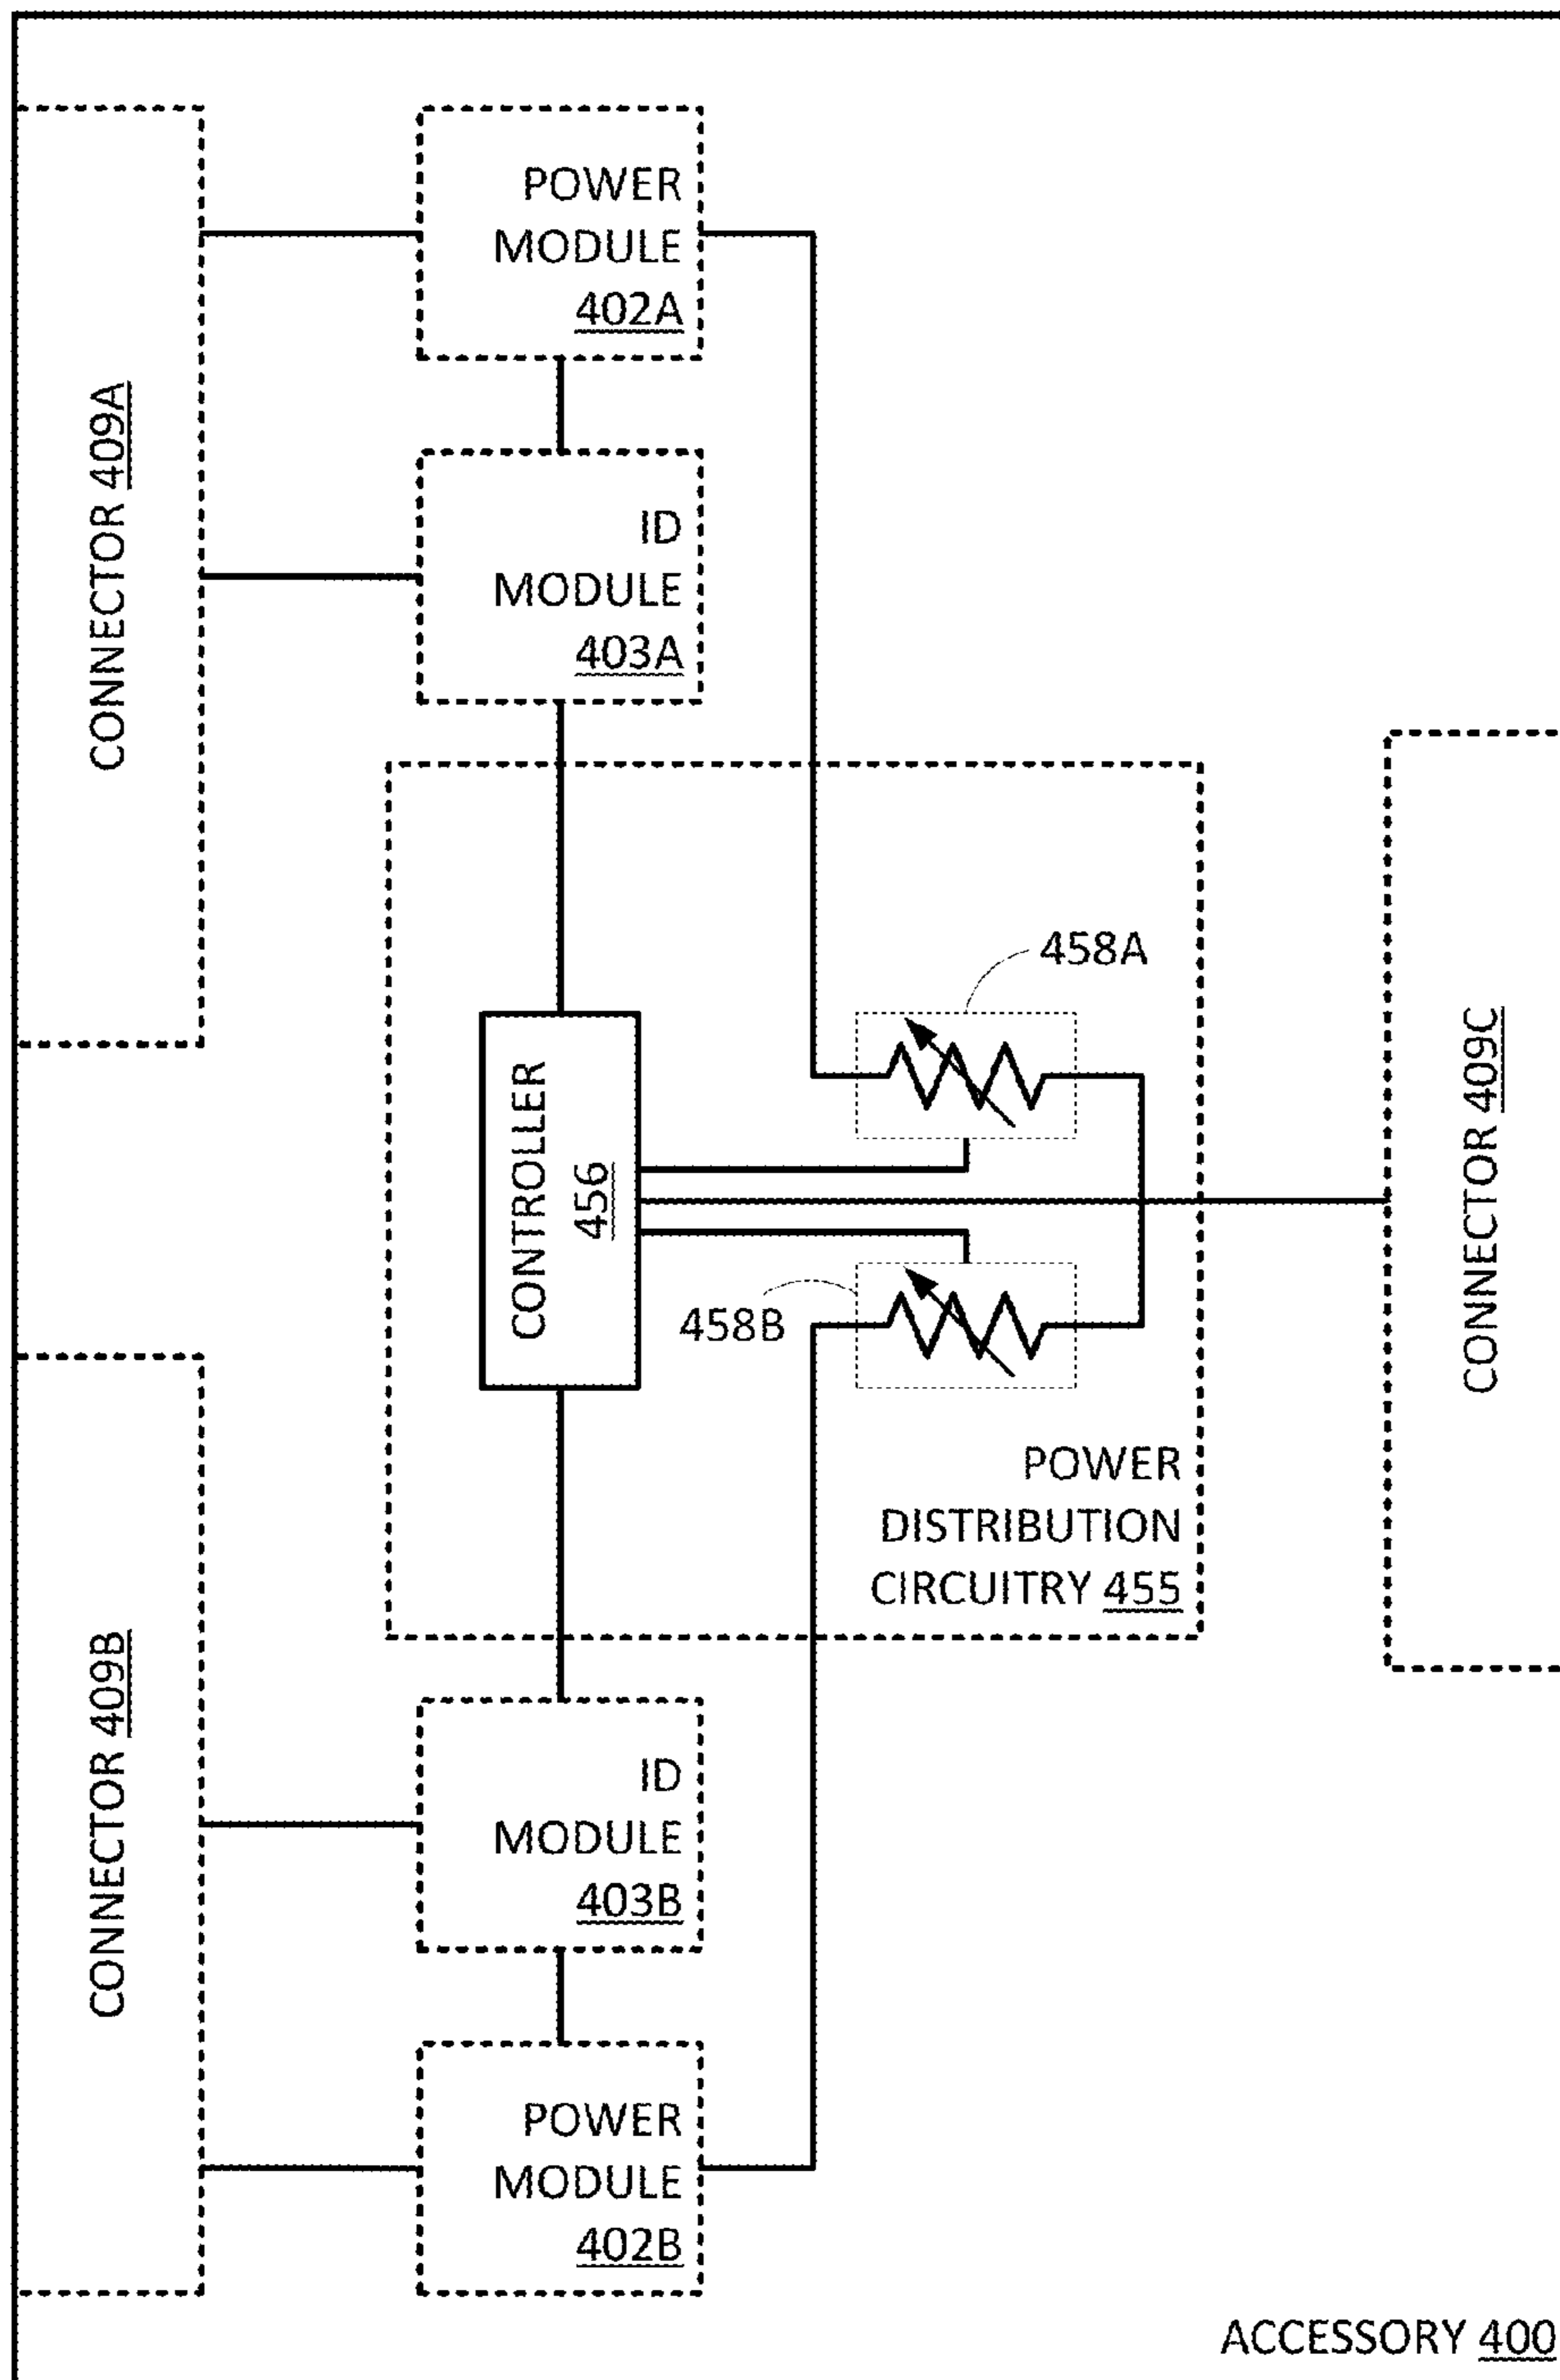 CONNECTOR 409A
POWER
MODULE
402A
ID
MODULE
403A
458A
CONTROLLER
456
458B
CONNECTOR 409C
POWER
DISTRIBUTION
CIRCUITRY 455
CONNECTOR 409B
ID
MODULE
403B
POWER
MODULE
402B
ACCESSORY 400